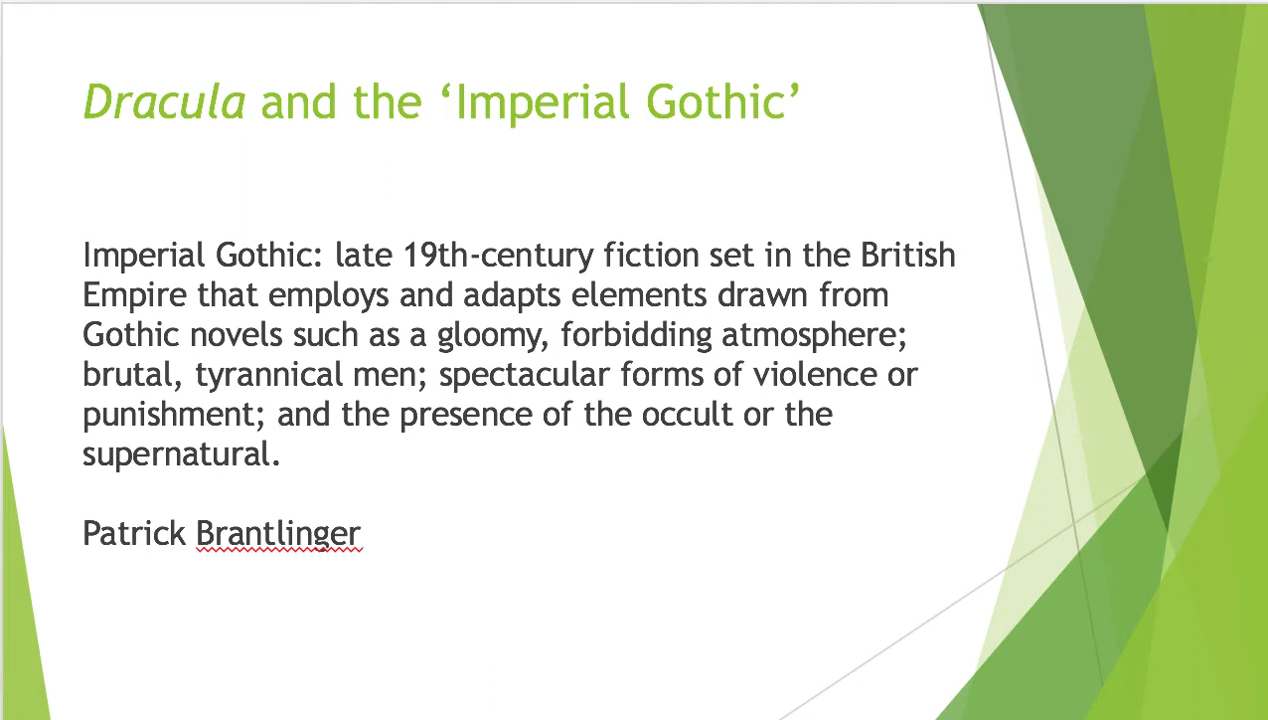 Dracula and the ‘Imperial Gothic’
Imperial Gothic: late 19th-century fiction set in the British
Empire that employs and adapts elements drawn from
Gothic novels such as a gloomy, forbidding atmosphere;
brutal, tyrannical men; spectacular forms of violence or
punishment; and the presence of the occult or the
supernatural.
Patrick Brantlinger